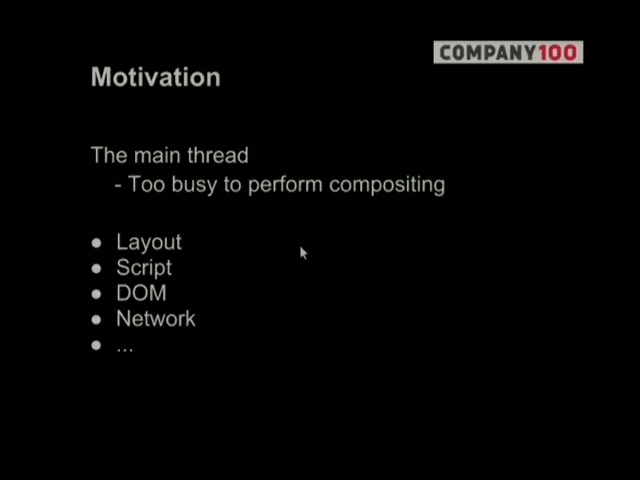 COMPANY100
Motivation
The main thread
- Too busy to perform compositing
● Layout
● Script
● DOM
● Network
● ...